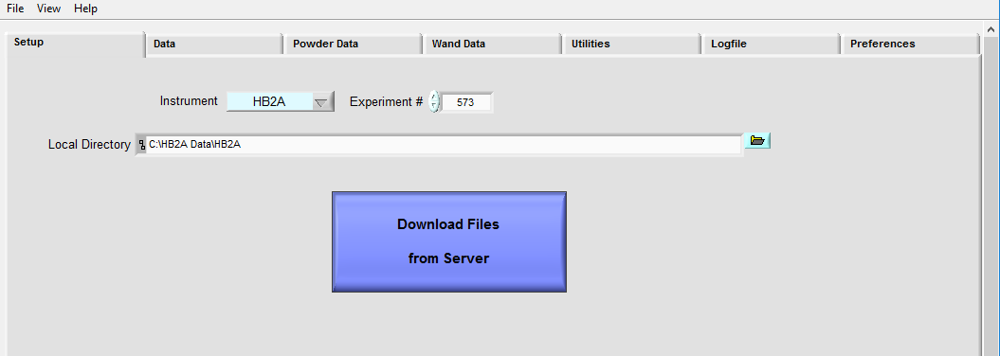 File View Help
Setup Data Powder Data Wand Data Utilities Logfile Preferences
Instrument HB2A Experiment # 573
Local Directory C:\HB2A Data\HB2A
Download Files
from Server